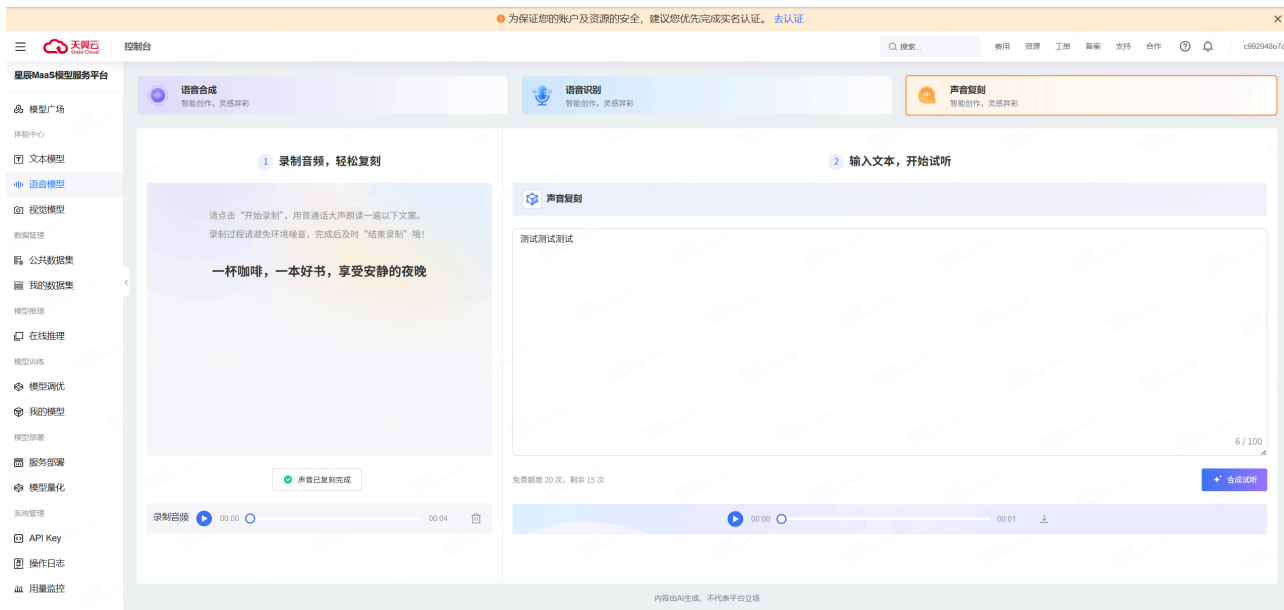 为保证您的账户及资源的安全，建议您优先完成实名认证。 去认证
天翼云
State Cloud
控制台
搜索...
费用 资源 工单 备案 支持 合作
c992948o7c
星辰MaaS模型服务平台
模型广场
体验中心
文本模型
语音模型
视觉模型
数据管理
公共数据集
我的数据集
模型推理
在线推理
模型训练
模型调优
我的模型
模型部署
服务部署
模型量化
系统管理
API Key
操作日志
用量监控
语音合成
智能创作，灵感异彩
语音识别
智能创作，灵感异彩
声音复刻
智能创作，灵感异彩
1 录制音频，轻松复刻
请点击“开始录制”，用普通话大声朗读一遍以下文案。
录制过程请避免环境噪音，完成后及时“结束录制”哦！
一杯咖啡，一本好书，享受安静的夜晚
声音已复刻完成
录制音频 00:00 00:04
2 输入文本，开始试听
声音复刻
测试测试测试
6 / 100
免费额度 20 次，剩余 15 次
合成试听
00:00 00:01
内容由AI生成，不代表平台立场